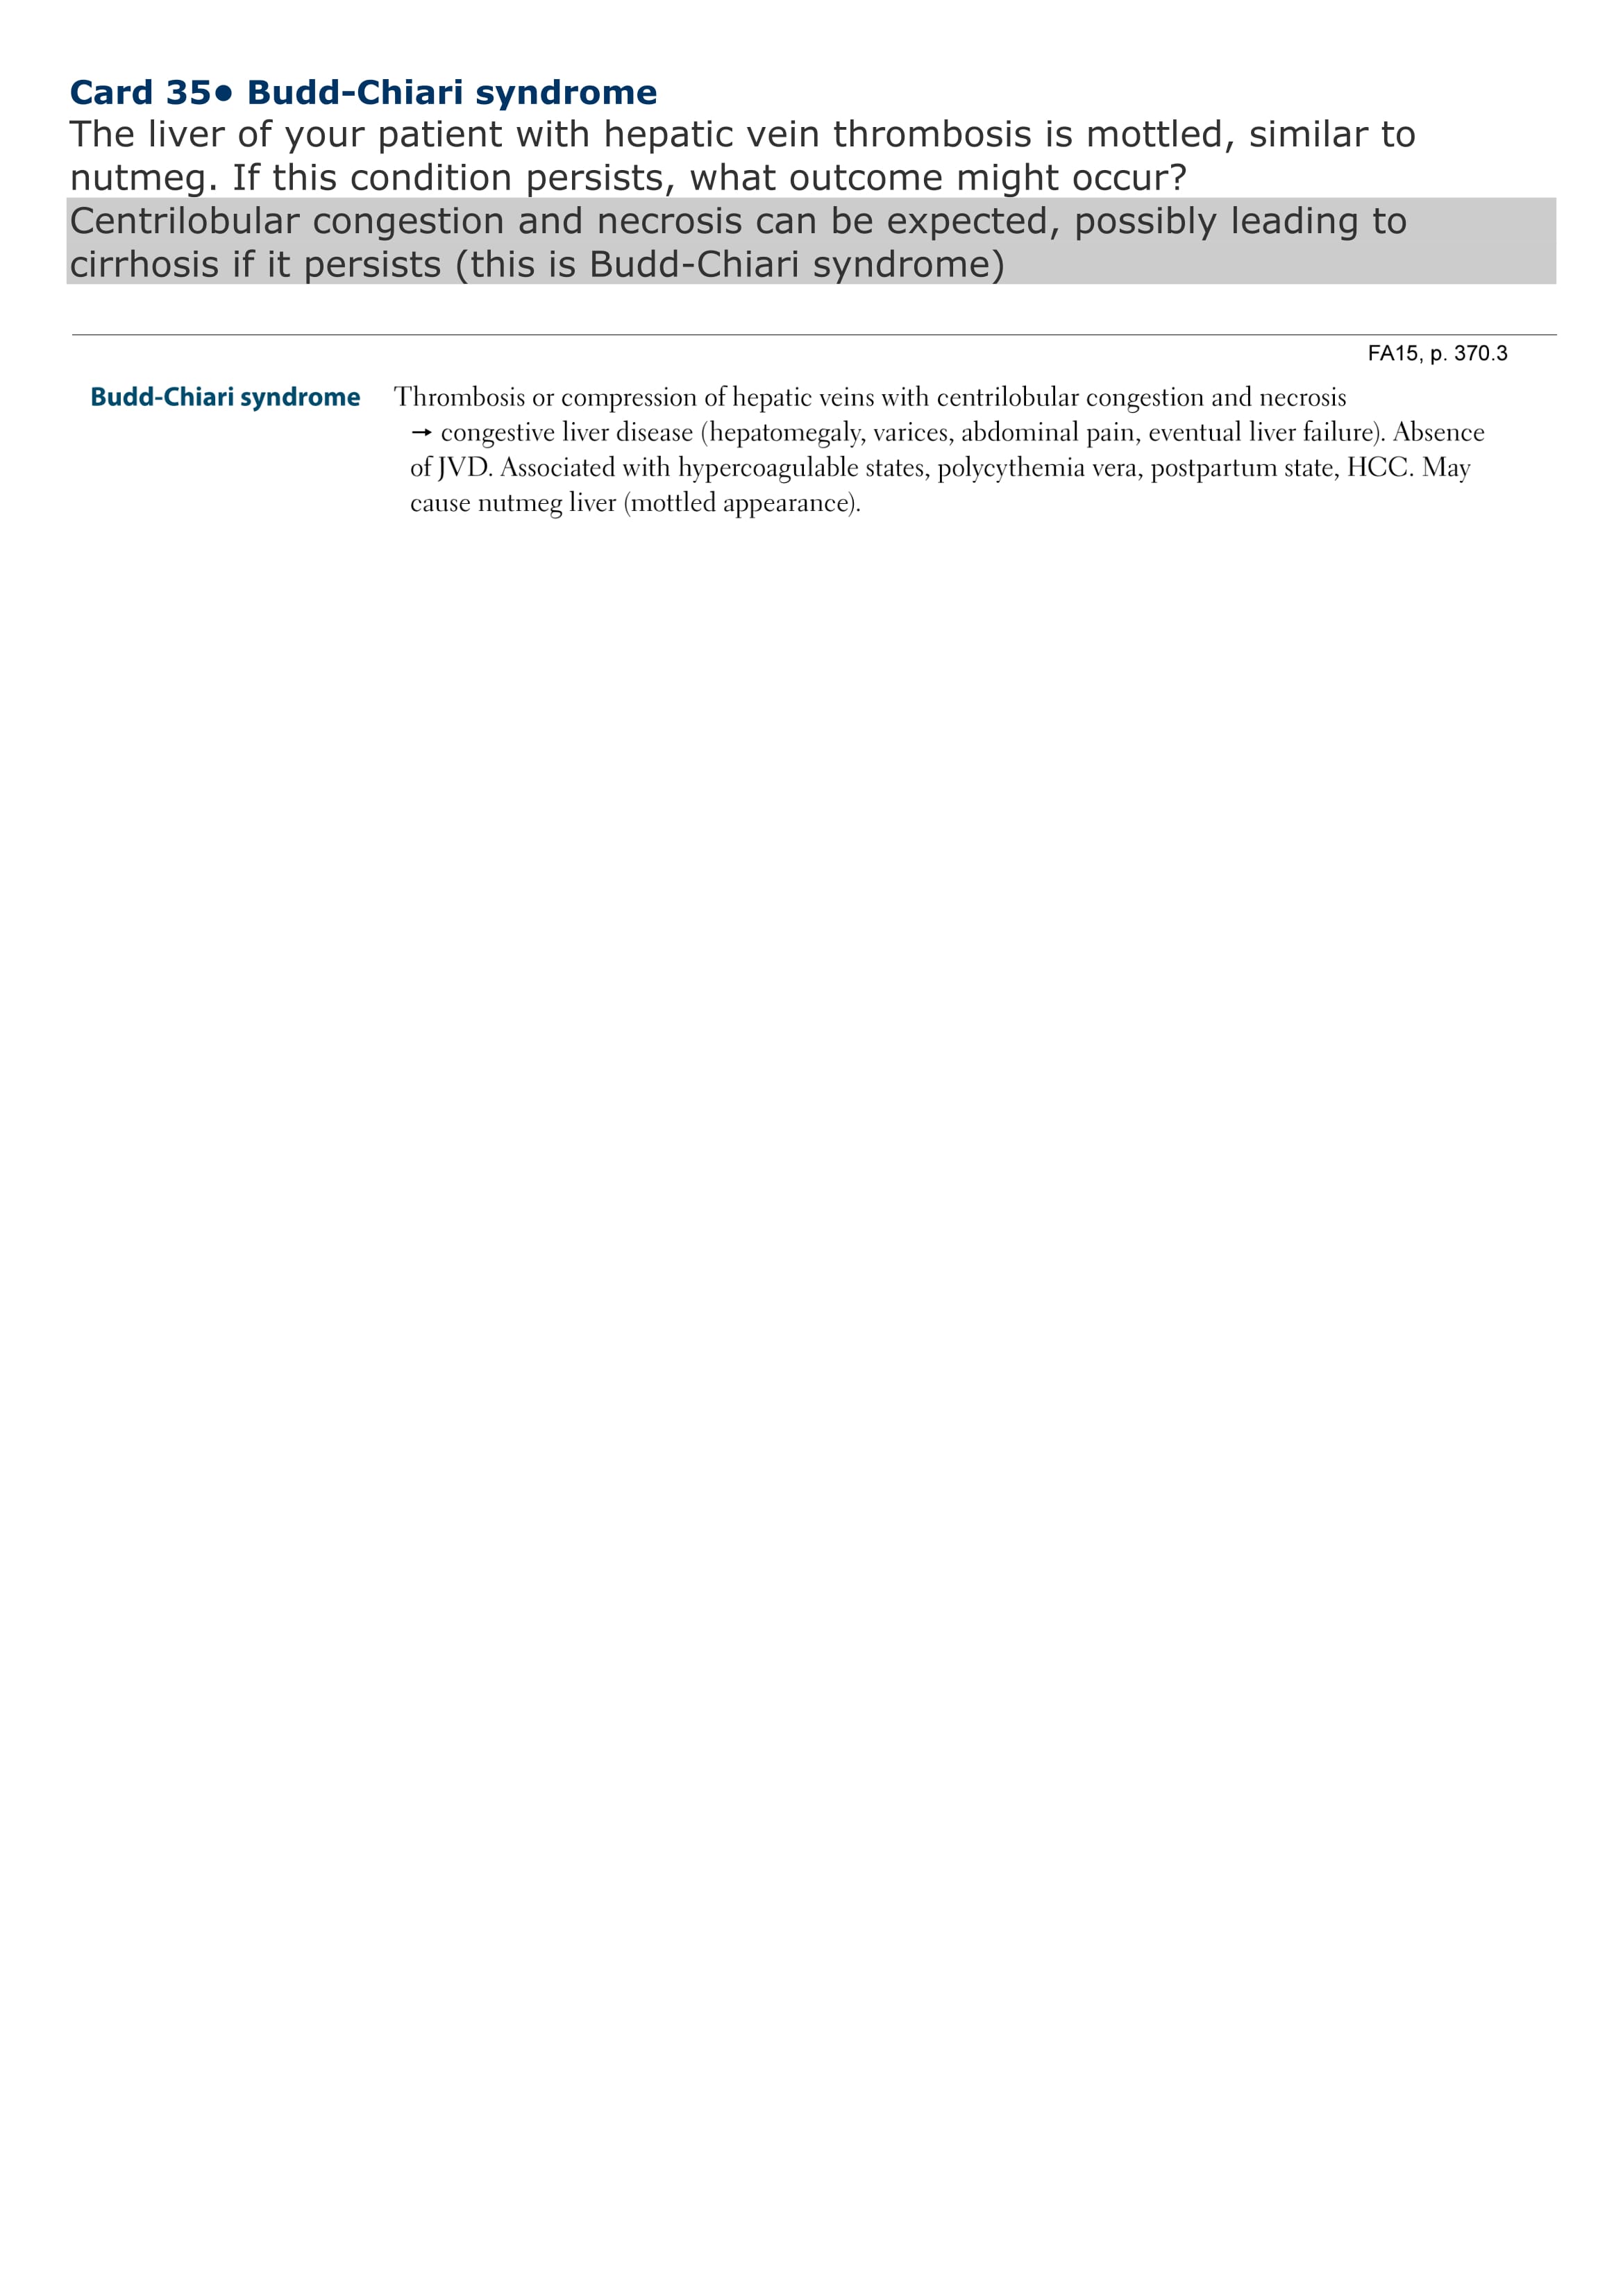 Card 35• Budd-Chiari syndrome
The liver of your patient with hepatic vein thrombosis is mottled, similar to
nutmeg. If this condition persists, what outcome might occur?
Centrilobular congestion and necrosis can be expected, possibly leading to
cirrhosis if it persists (this is Budd-Chiari syndrome)
FA15, p. 370.3
Budd-Chiari syndrome Thrombosis or compression of hepatic veins with centrilobular congestion and necrosis
→ congestive liver disease (hepatomegaly, varices, abdominal pain, eventual liver failure). Absence
of JVD. Associated with hypercoagulable states, polycythemia vera, postpartum state, HCC. May
cause nutmeg liver (mottled appearance).